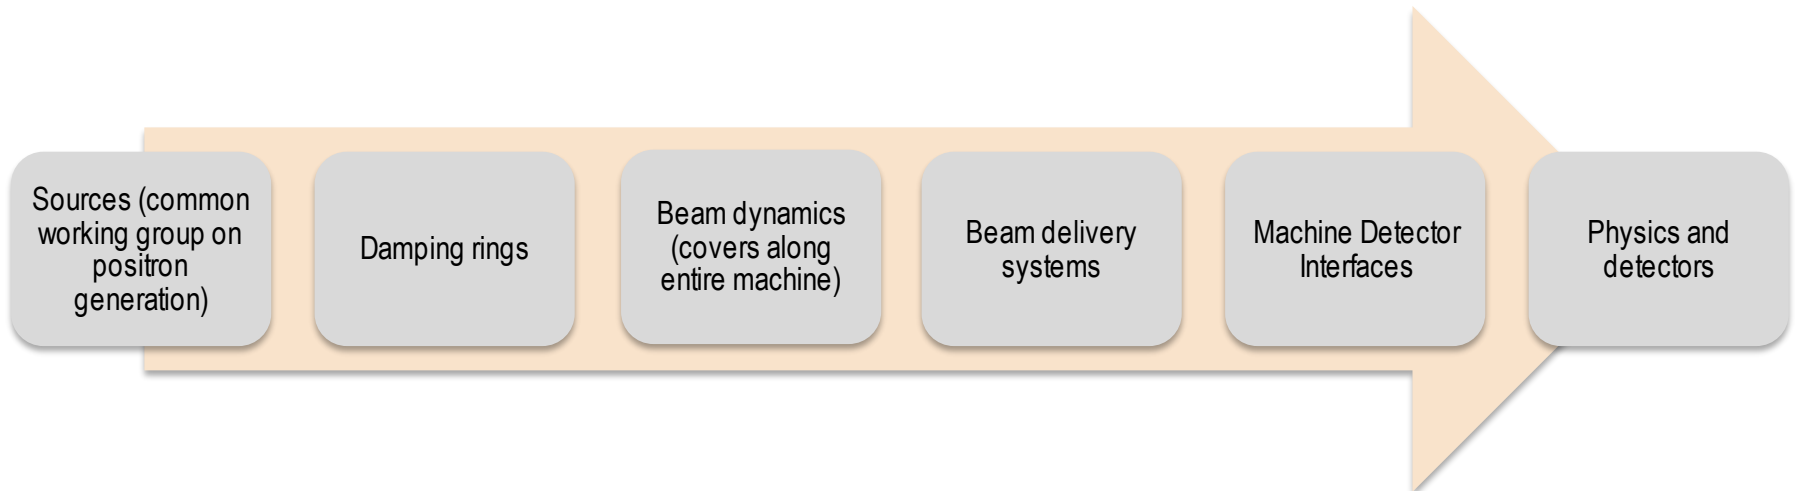 Sources (common
working group on
positron
generation)
Damping rings
Beam dynamics
(covers along
entire machine)
Beam delivery
systems
Machine Detector
Interfaces
Physics and
detectors